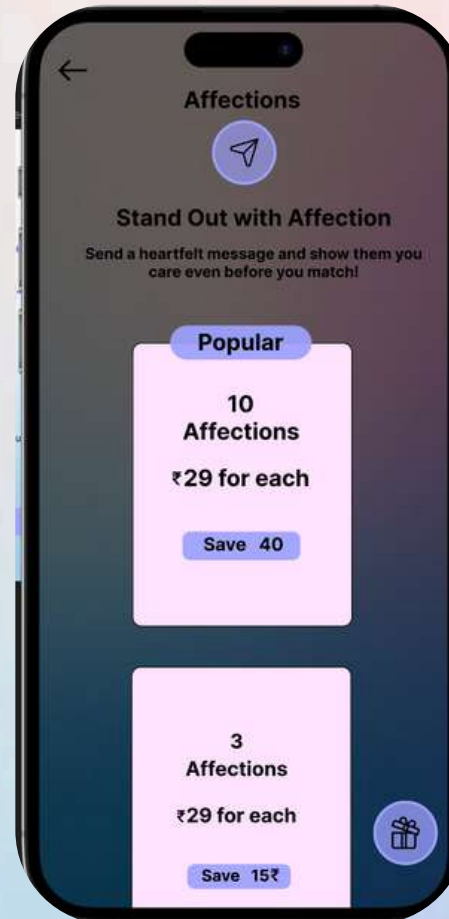 Affections
Stand Out with Affection
Send a heartfelt message and show them you
care even before you match!
Popular
10
Affections
₹29 for each
Save 40
3
Affections
₹29 for each
Save 15₹